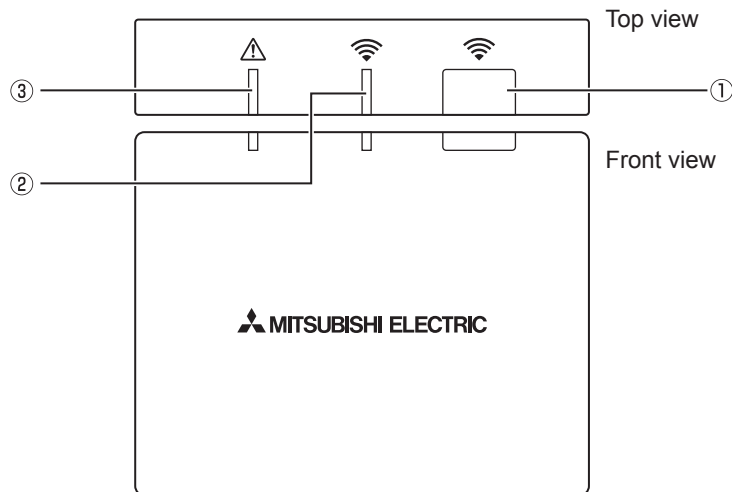 Top view
③
①
Front view
②
MITSUBISHI ELECTRIC